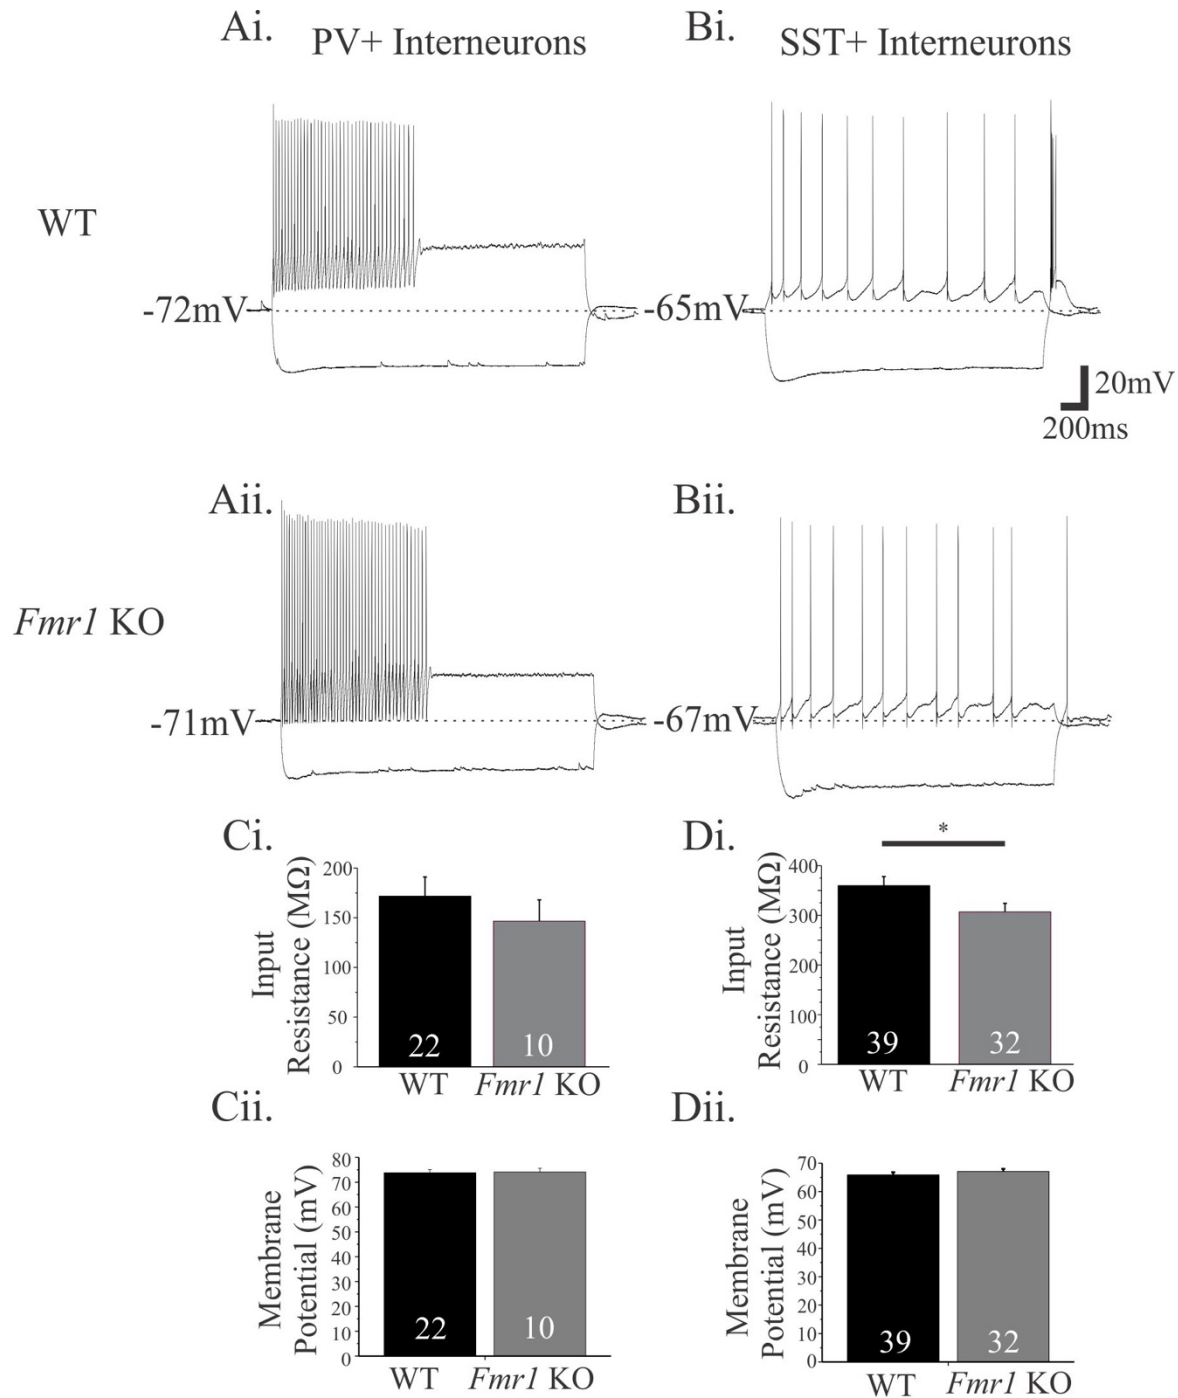 Ai. PV+ Interneurons
Bi. SST+ Interneurons
WT
-72mV
-65mV
20mV
200ms
Aii.
Bii.
Fmr1 KO
-71mV
-67mV
Ci.
Input
Resistance (MΩ)
200
150
100
50
0
22
10
WT
Fmr1 KO
Di.
*
Input
Resistance (MΩ)
400
300
200
100
0
39
32
WT
Fmr1 KO
Cii.
Membrane
Potential (mV)
80
70
60
50
40
30
20
10
0
22
10
WT
Fmr1 KO
Dii.
Membrane
Potential (mV)
70
60
50
40
30
20
10
0
39
32
WT
Fmr1 KO